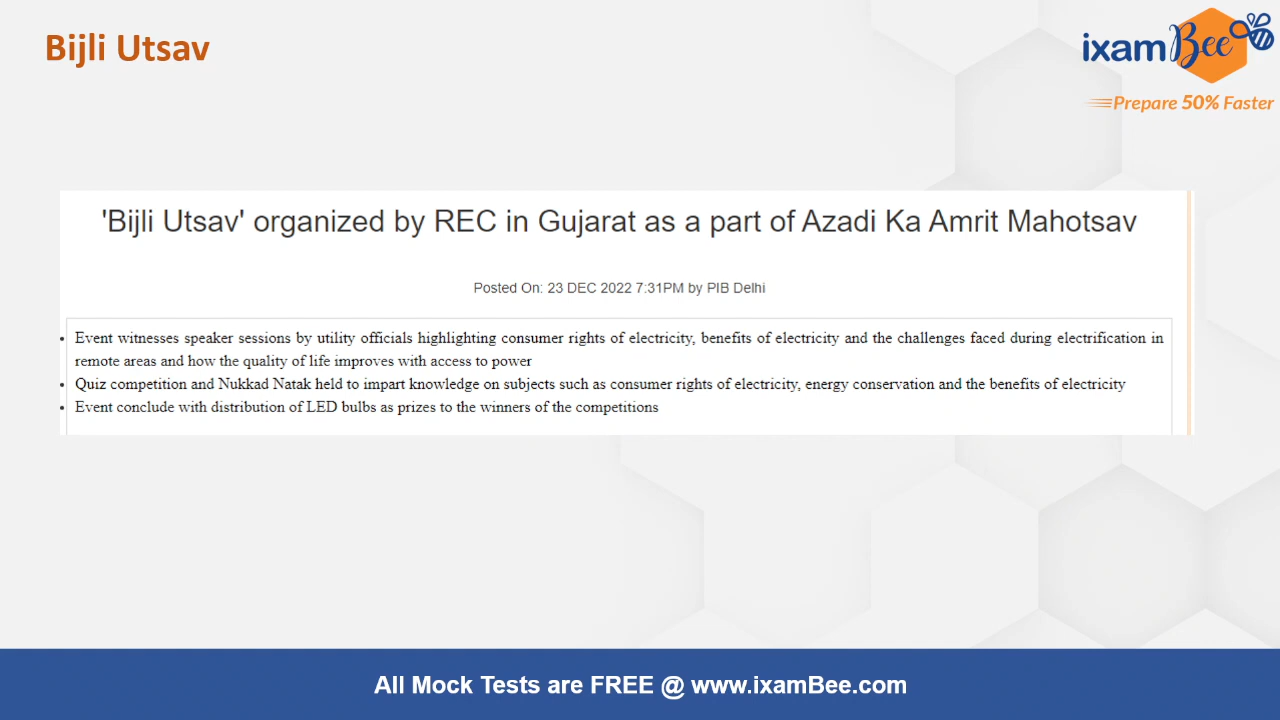 Bijli Utsav
ixamBee
Prepare 50% Faster
'Bijli Utsav' organized by REC in Gujarat as a part of Azadi Ka Amrit Mahotsav
Posted On: 23 DEC 2022 7:31PM by PIB Delhi
• Event witnesses speaker sessions by utility officials highlighting consumer rights of electricity, benefits of electricity and the challenges faced during electrification in
remote areas and how the quality of life improves with access to power
• Quiz competition and Nukkad Natak held to impart knowledge on subjects such as consumer rights of electricity, energy conservation and the benefits of electricity
• Event conclude with distribution of LED bulbs as prizes to the winners of the competitions
All Mock Tests are FREE @ www.ixamBee.com